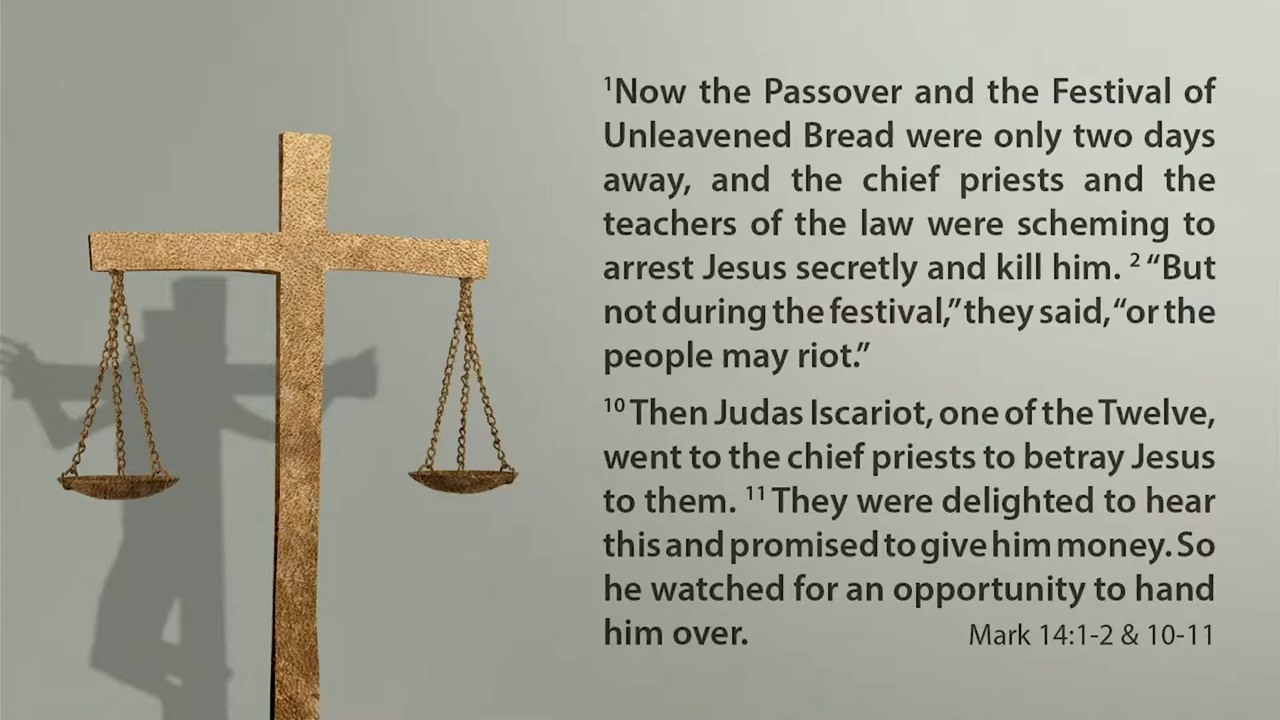 ¹Now the Passover and the Festival of
Unleavened Bread were only two days
away, and the chief priests and the
teachers of the law were scheming to
arrest Jesus secretly and kill him. ² “But
not during the festival,” they said, “or the
people may riot.”
¹⁰ Then Judas Iscariot, one of the Twelve,
went to the chief priests to betray Jesus
to them. ¹¹ They were delighted to hear
this and promised to give him money. So
he watched for an opportunity to hand
him over. Mark 14:1-2 & 10-11